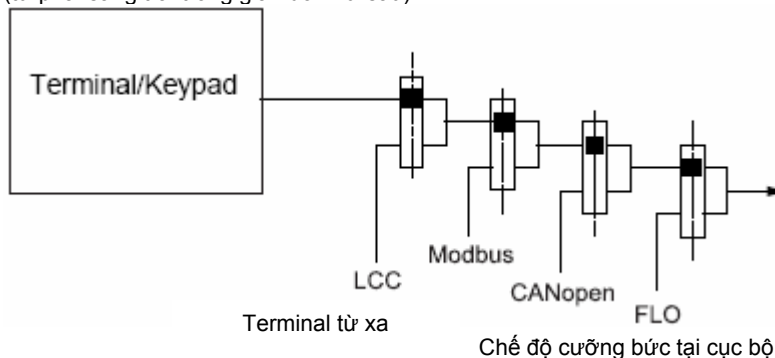 Terminal/Keypad
LCC
Modbus
CANopen
FLO
Terminal từ xa
Chế độ cưỡng bức tại cục bộ